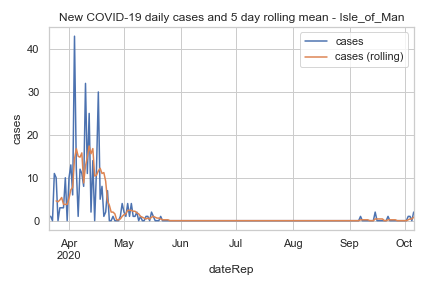 New COVID-19 daily cases and 5 day rolling mean - Isle_of_Man
cases
cases (rolling)
cases
40
30
20
10
0
Apr
2020
May
Jun
Jul
Aug
Sep
Oct
dateRep